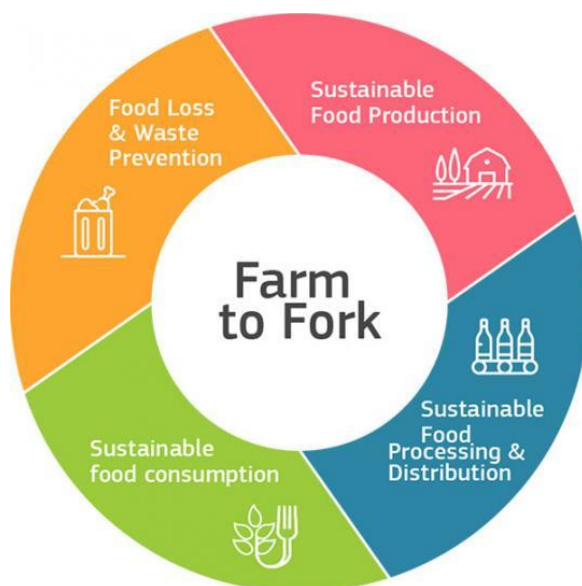 Farm
to Fork
Sustainable
Food Production
Sustainable
Food
Processing &
Distribution
Sustainable
food consumption
Food Loss
& Waste
Prevention